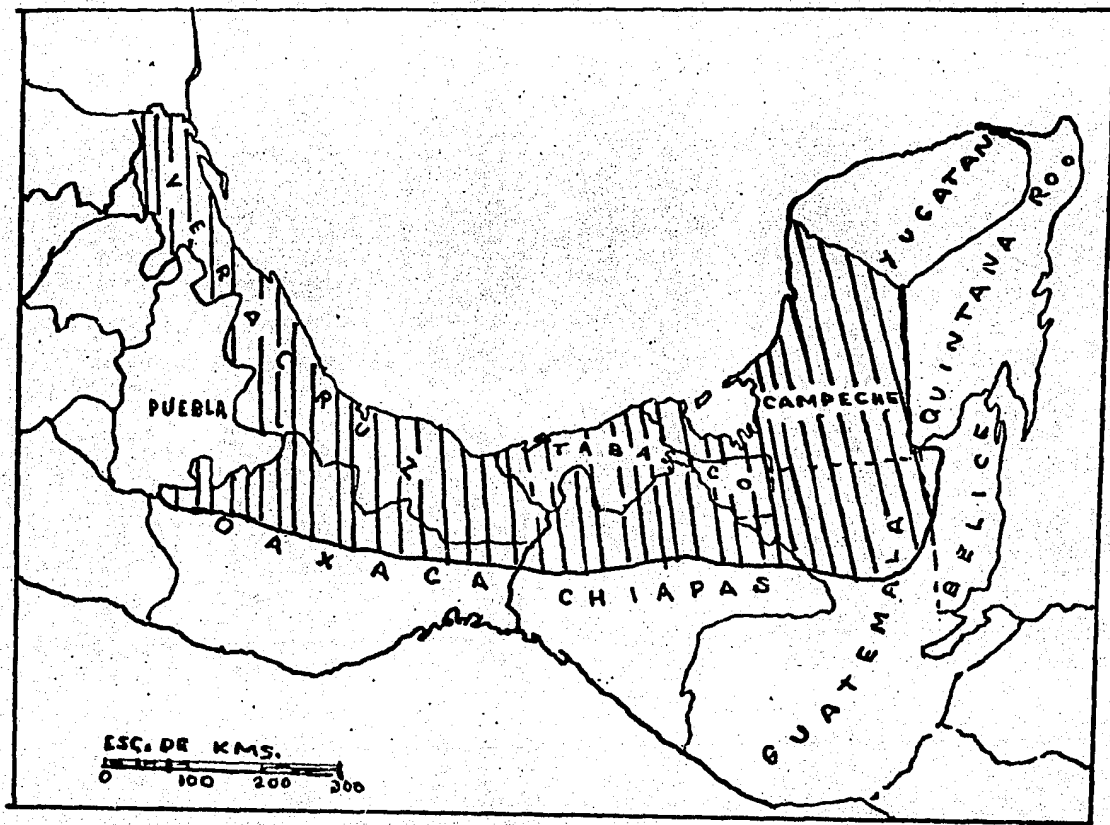 VERACRUZ
PUEBLA
OAXACA
TABASCO
CHIAPAS
CAMPECHE
YUCATAN
QUINTANA ROO
BELICE
GUATEMALA
ESC. DE KMS.
0 100 200 300